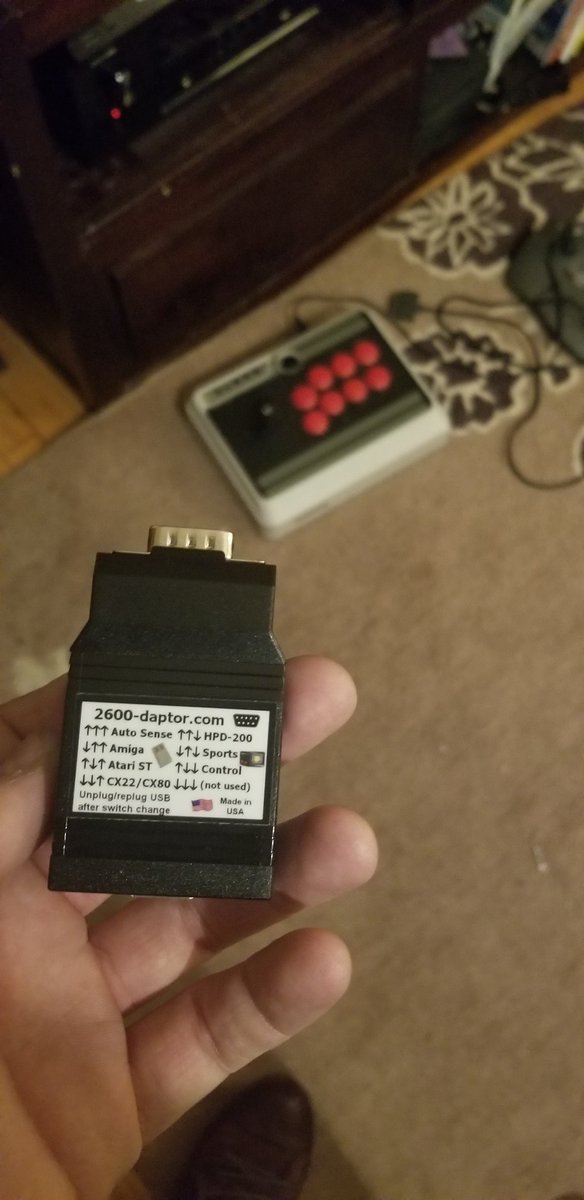 2600-daptor.com
↑↑↑ Auto Sense ↑↑↓ HPD-200
↓↑↑ Amiga ↓↑↓ Sports
↑↓↑ Atari ST ↑↓↓ Control
↓↓↑ CX22/CX80 ↓↓↓ (not used)
Unplug/replug USB
after switch change
Made in
USA